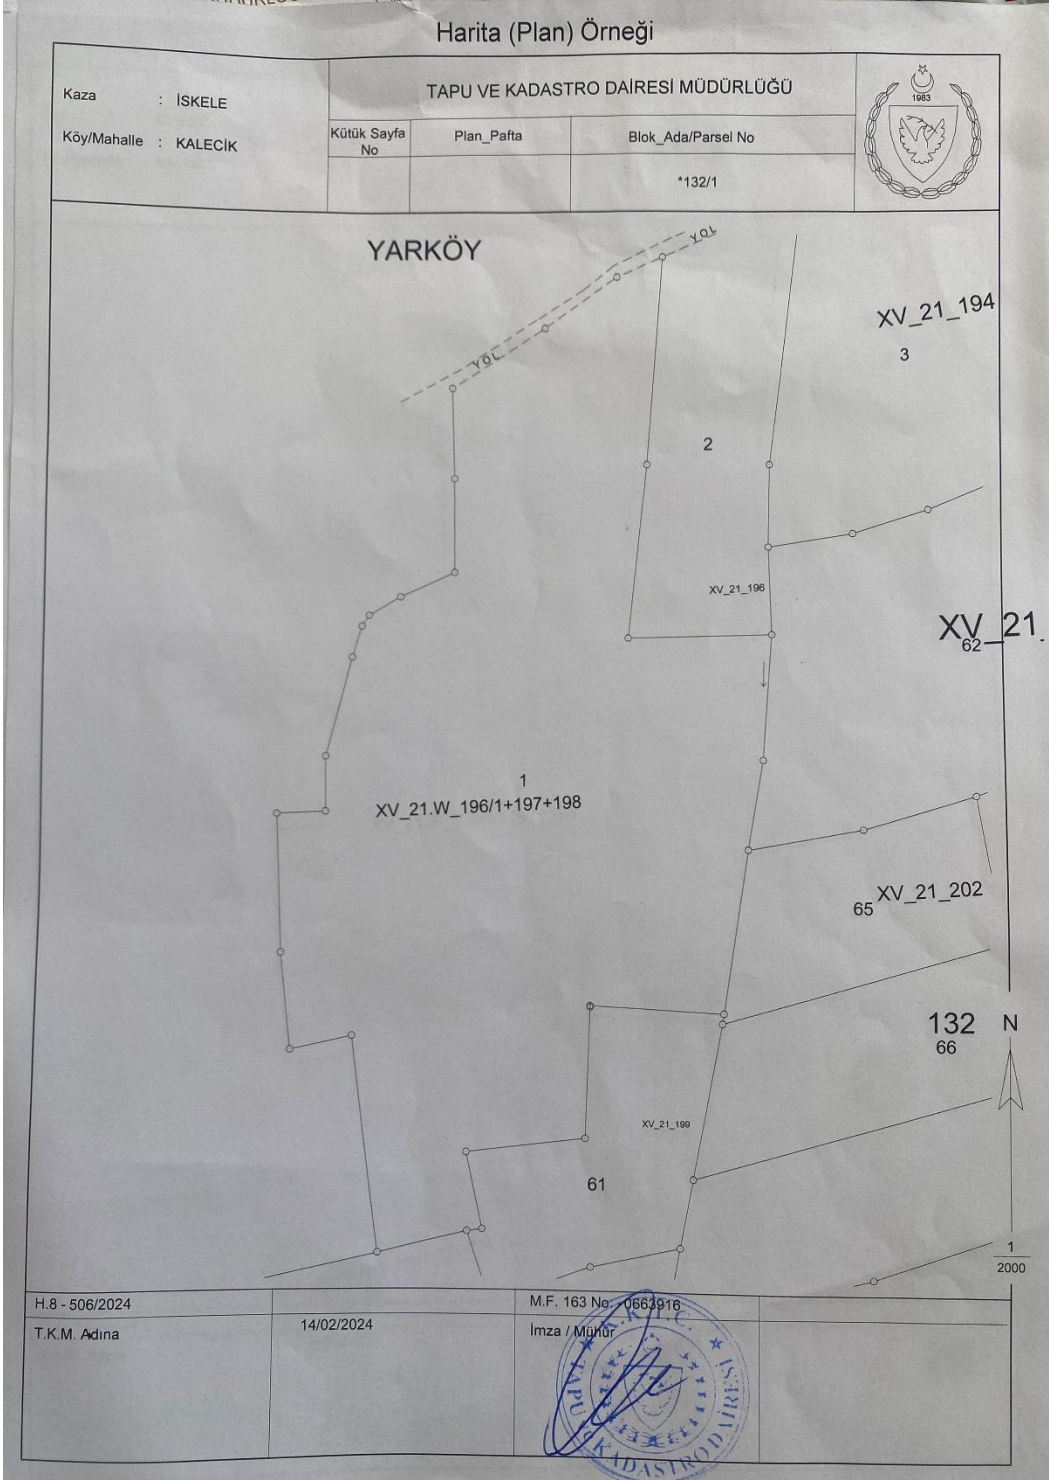 Harita (Plan) Örneği
Kaza : İSKELE
Köy/Mahalle : KALECİK
TAPU VE KADASTRO DAİRESİ MÜDÜRLÜĞÜ
Kütük Sayfa No
Plan_Pafta
Blok_Ada/Parsel No
*132/1
1983
YARKÖY
YOL
YOL
XV_21_194
3
2
XV_21_196
XV_21.
62
1
XV_21.W_196/1+197+198
XV_21_202
65
132
N
66
XV_21_199
61
1
2000
H.8 - 506/2024
M.F. 163 No. -0663916
T.K.M. Adına
14/02/2024
İmza / Mühür
K.K.T.C.
TAPU
KADASTRO DAİRESİ